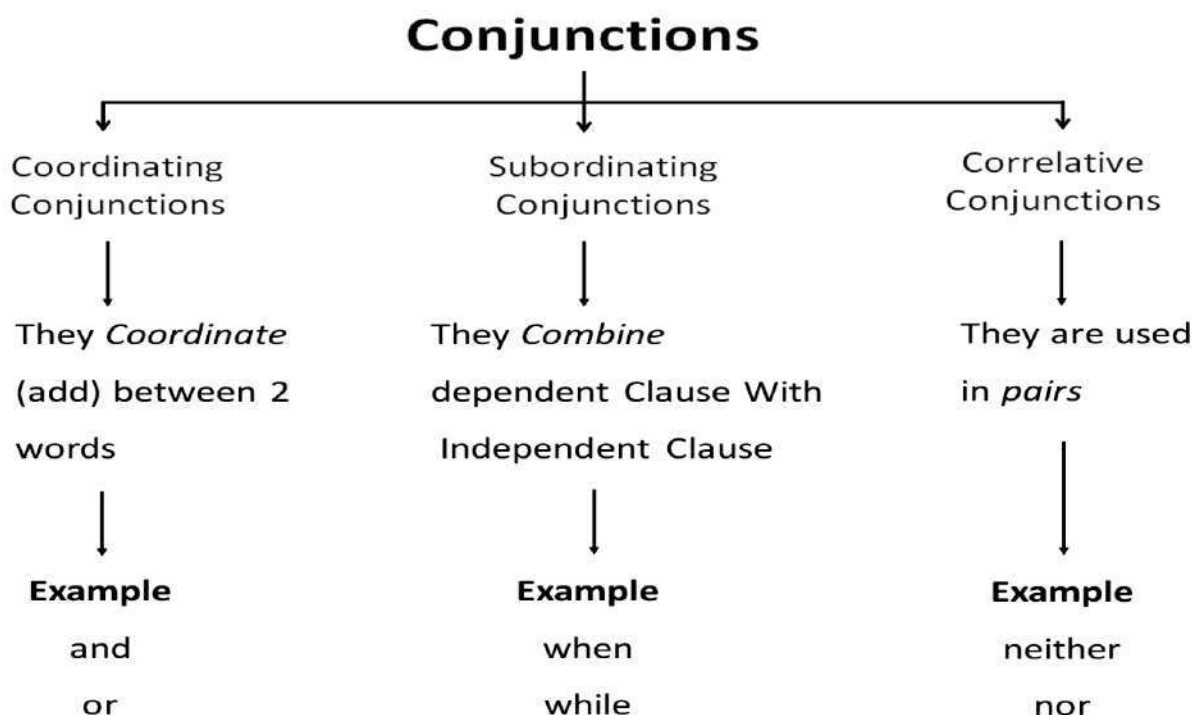 Conjunctions
Coordinating
Conjunctions
They Coordinate
(add) between 2
words
Example
and
or
Subordinating
Conjunctions
They Combine
dependent Clause With
Independent Clause
Example
when
while
Correlative
Conjunctions
They are used
in pairs
Example
neither
nor